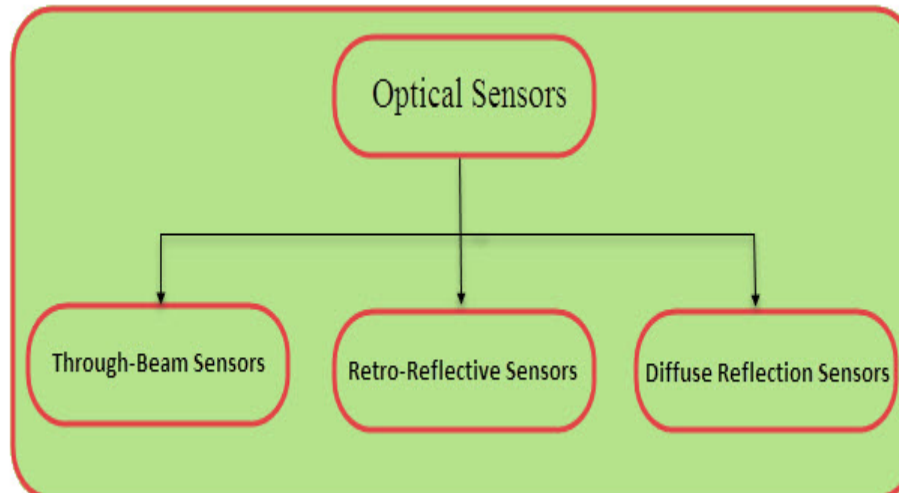 Optical Sensors
Through-Beam Sensors
Retro-Reflective Sensors
Diffuse Reflection Sensors